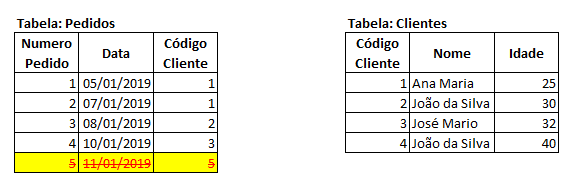 Tabela: Pedidos
Numero Pedido Data Código Cliente
1 05/01/2019 1
2 07/01/2019 1
3 08/01/2019 2
4 10/01/2019 3
5 11/01/2019 5
Tabela: Clientes
Código Cliente Nome Idade
1 Ana Maria 25
2 João da Silva 30
3 José Mario 32
4 João da Silva 40